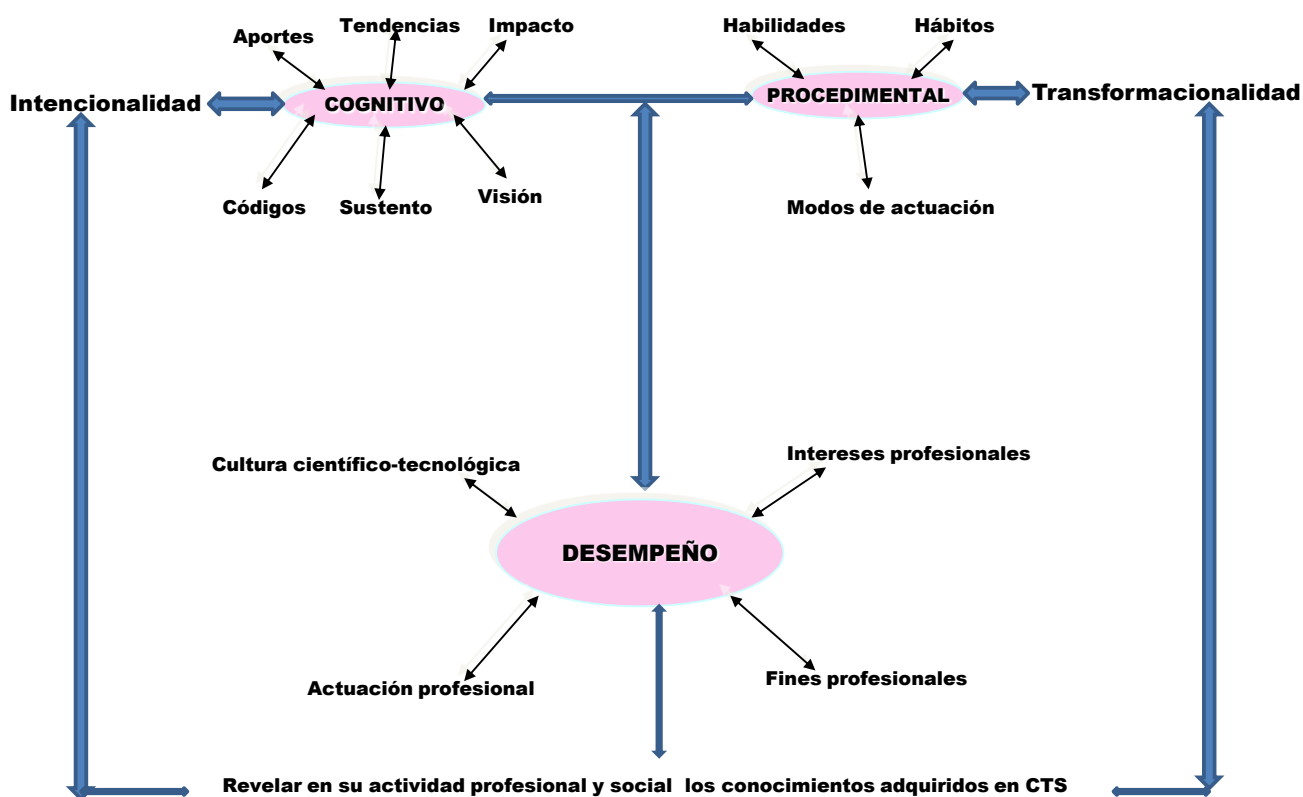 Aportes
Tendencias
Impacto
Habilidades
Hábitos
Intencionalidad
COGNITIVO
PROCEDIMENTAL
Transformacionalidad
Códigos
Sustento
Visión
Modos de actuación
Cultura científico-tecnológica
Intereses profesionales
DESEMPEÑO
Actuación profesional
Fines profesionales
Revelar en su actividad profesional y social los conocimientos adquiridos en CTS